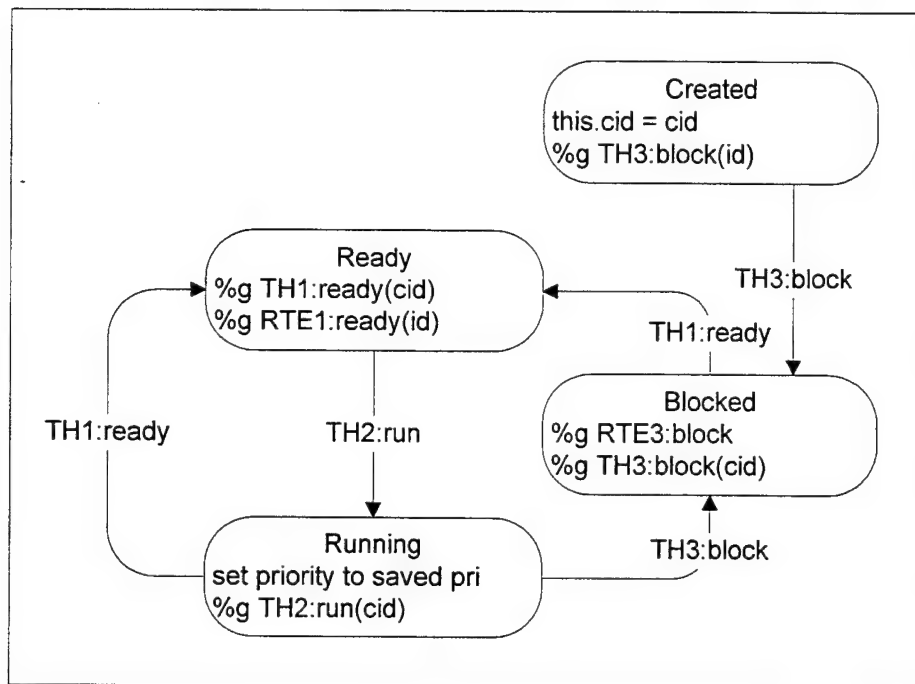 Created
this.cid = cid
%g TH3:block(id)
TH3:block
Ready
%g TH1:ready(cid)
%g RTE1:ready(id)
TH1:ready
TH1:ready
TH2:run
Blocked
%g RTE3:block
%g TH3:block(cid)
Running
set priority to saved pri
%g TH2:run(cid)
TH3:block